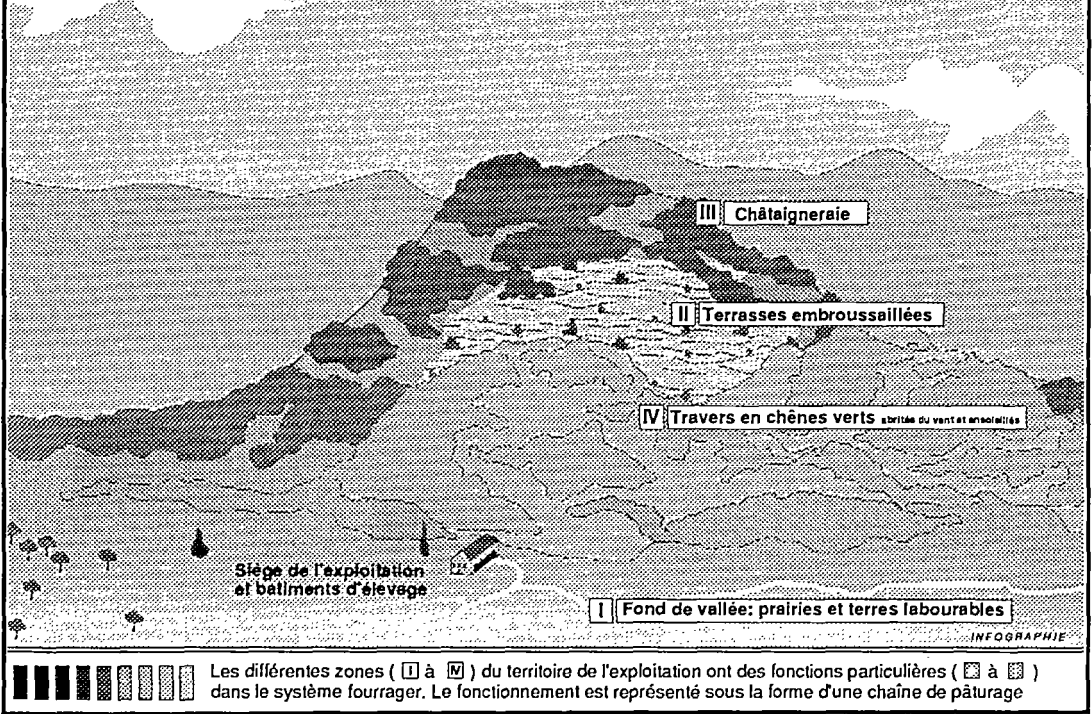 III Châtaigneraie
II Terrasses embroussaillées
IV Travers en chênes verts abritée du vent et ensoleillés
Siège de l'exploitation
et batiments d'élevage
I Fond de vallée: prairies et terres labourables
INFOGRAPHIE
Les différentes zones ( I à IV ) du territoire de l'exploitation ont des fonctions particulières ( à )
dans le système fourrager. Le fonctionnement est représenté sous la forme d'une chaîne de pâturage